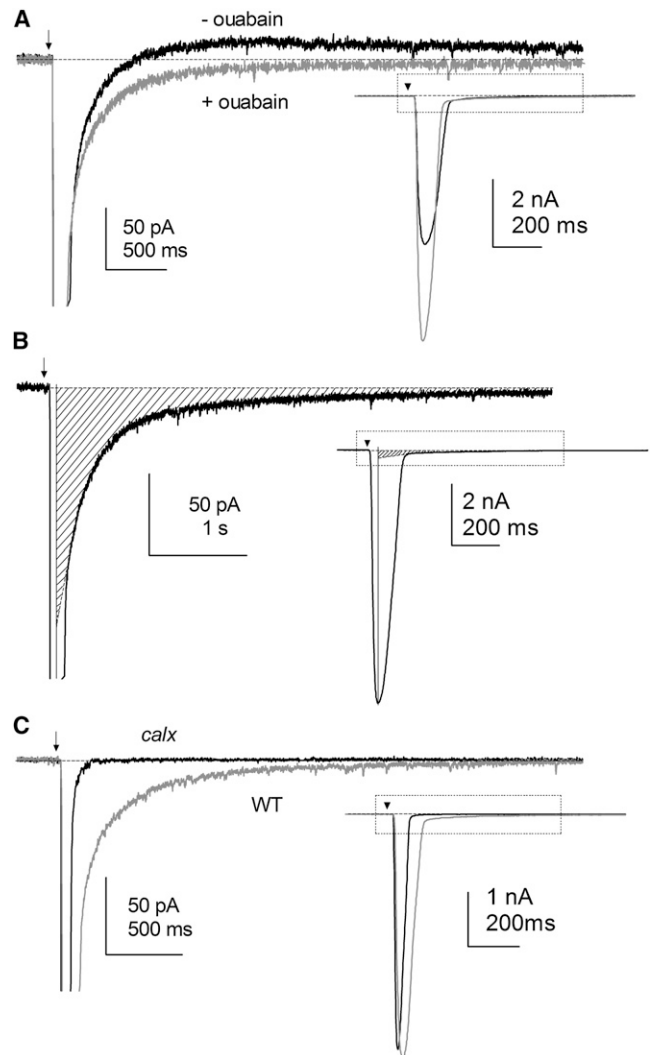 A
- ouabain
+ ouabain
50 pA
500 ms
2 nA
200 ms
B
50 pA
1 s
2 nA
200 ms
C
calx
WT
50 pA
500 ms
1 nA
200ms